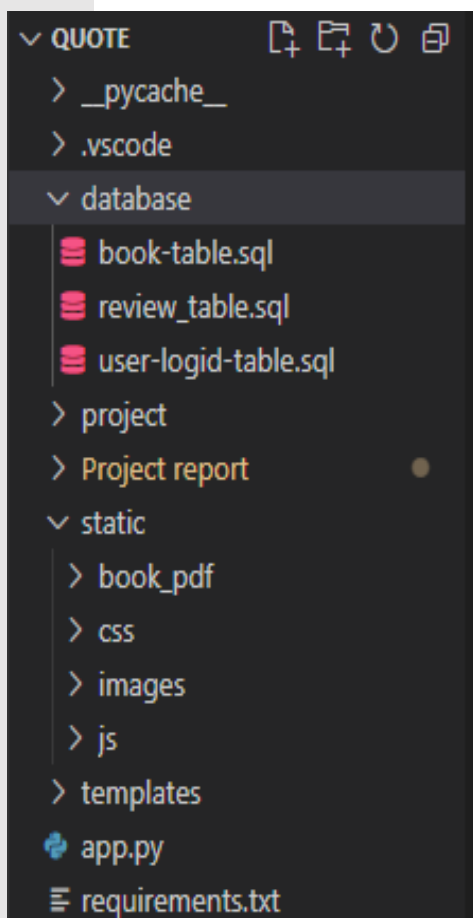 QUOTE
__pycache__
.vscode
database
book-table.sql
review_table.sql
user-logid-table.sql
project
Project report
static
book_pdf
css
images
js
templates
app.py
requirements.txt